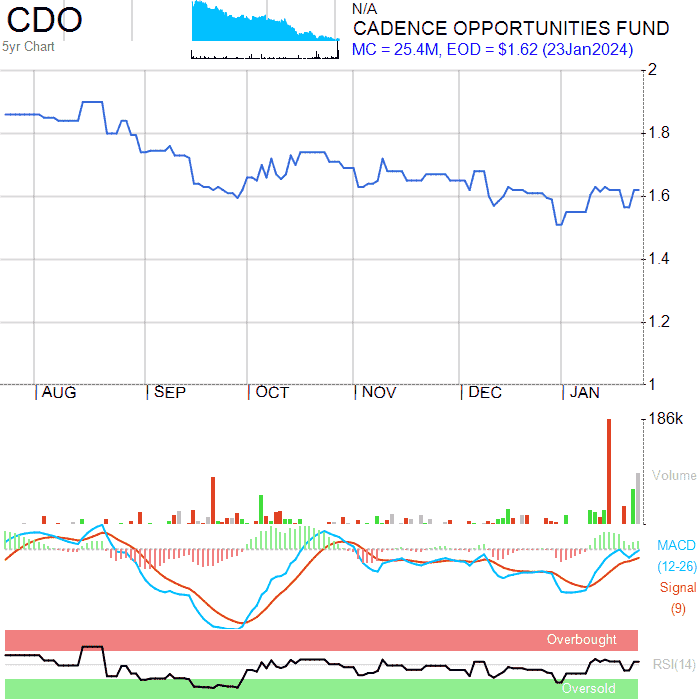 CDO
5yr Chart
N/A
CADENCE OPPORTUNITIES FUND
MC = 25.4M, EOD = $1.62 (23Jan2024)
2
1.8
1.6
1.4
1.2
1
AUG SEP OCT NOV DEC JAN
186k
Volume
MACD
(12-26)
Signal
(9)
Overbought
RSI(14)
Oversold